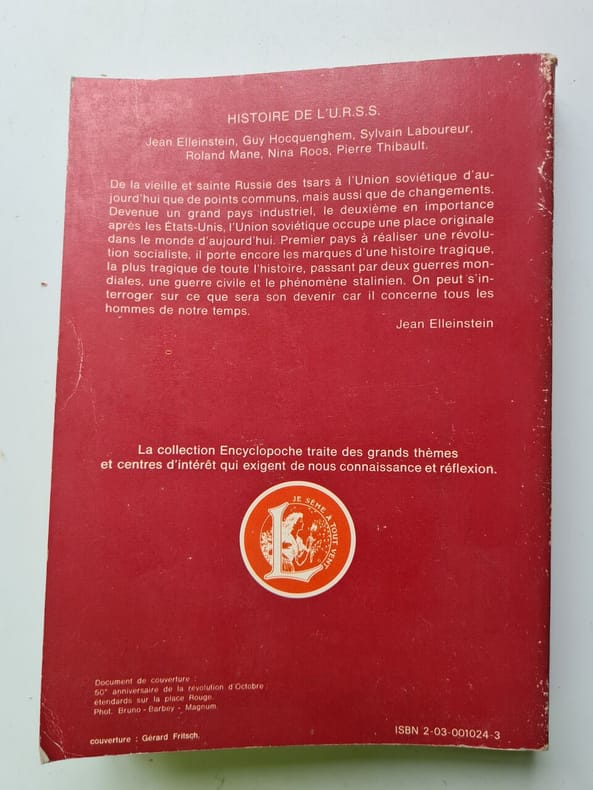 HISTOIRE DE L'U.R.S.S.
Jean Elleinstein, Guy Hocquenghem, Sylvain Laboureur,
Roland Mane, Nina Roos, Pierre Thibault.
De la vieille et sainte Russie des tsars à l'Union soviétique d'au-
jourd'hui que de points communs, mais aussi que de changements.
Devenue un grand pays industriel, le deuxième en importance
après les États-Unis, l'Union soviétique occupe une place originale
dans le monde d'aujourd'hui. Premier pays à réaliser une révolu-
tion socialiste, il porte encore les marques d'une histoire tragique,
la plus tragique de toute l'histoire, passant par deux guerres mon-
diales, une guerre civile et le phénomène stalinien. On peut s'in-
terroger sur ce que sera son devenir car il concerne tous les
hommes de notre temps.
Jean Elleinstein
La collection Encyclopoche traite des grands thèmes
et centres d'intérêt qui exigent de nous connaissance et réflexion.
JE SÈME À TOUT VENT
L
Document de couverture :
50e anniversaire de la révolution d'Octobre :
étendards sur la place Rouge.
Phot. Bruno - Barbey - Magnum.
couverture : Gérard Fritsch.
ISBN 2-03-001024-3